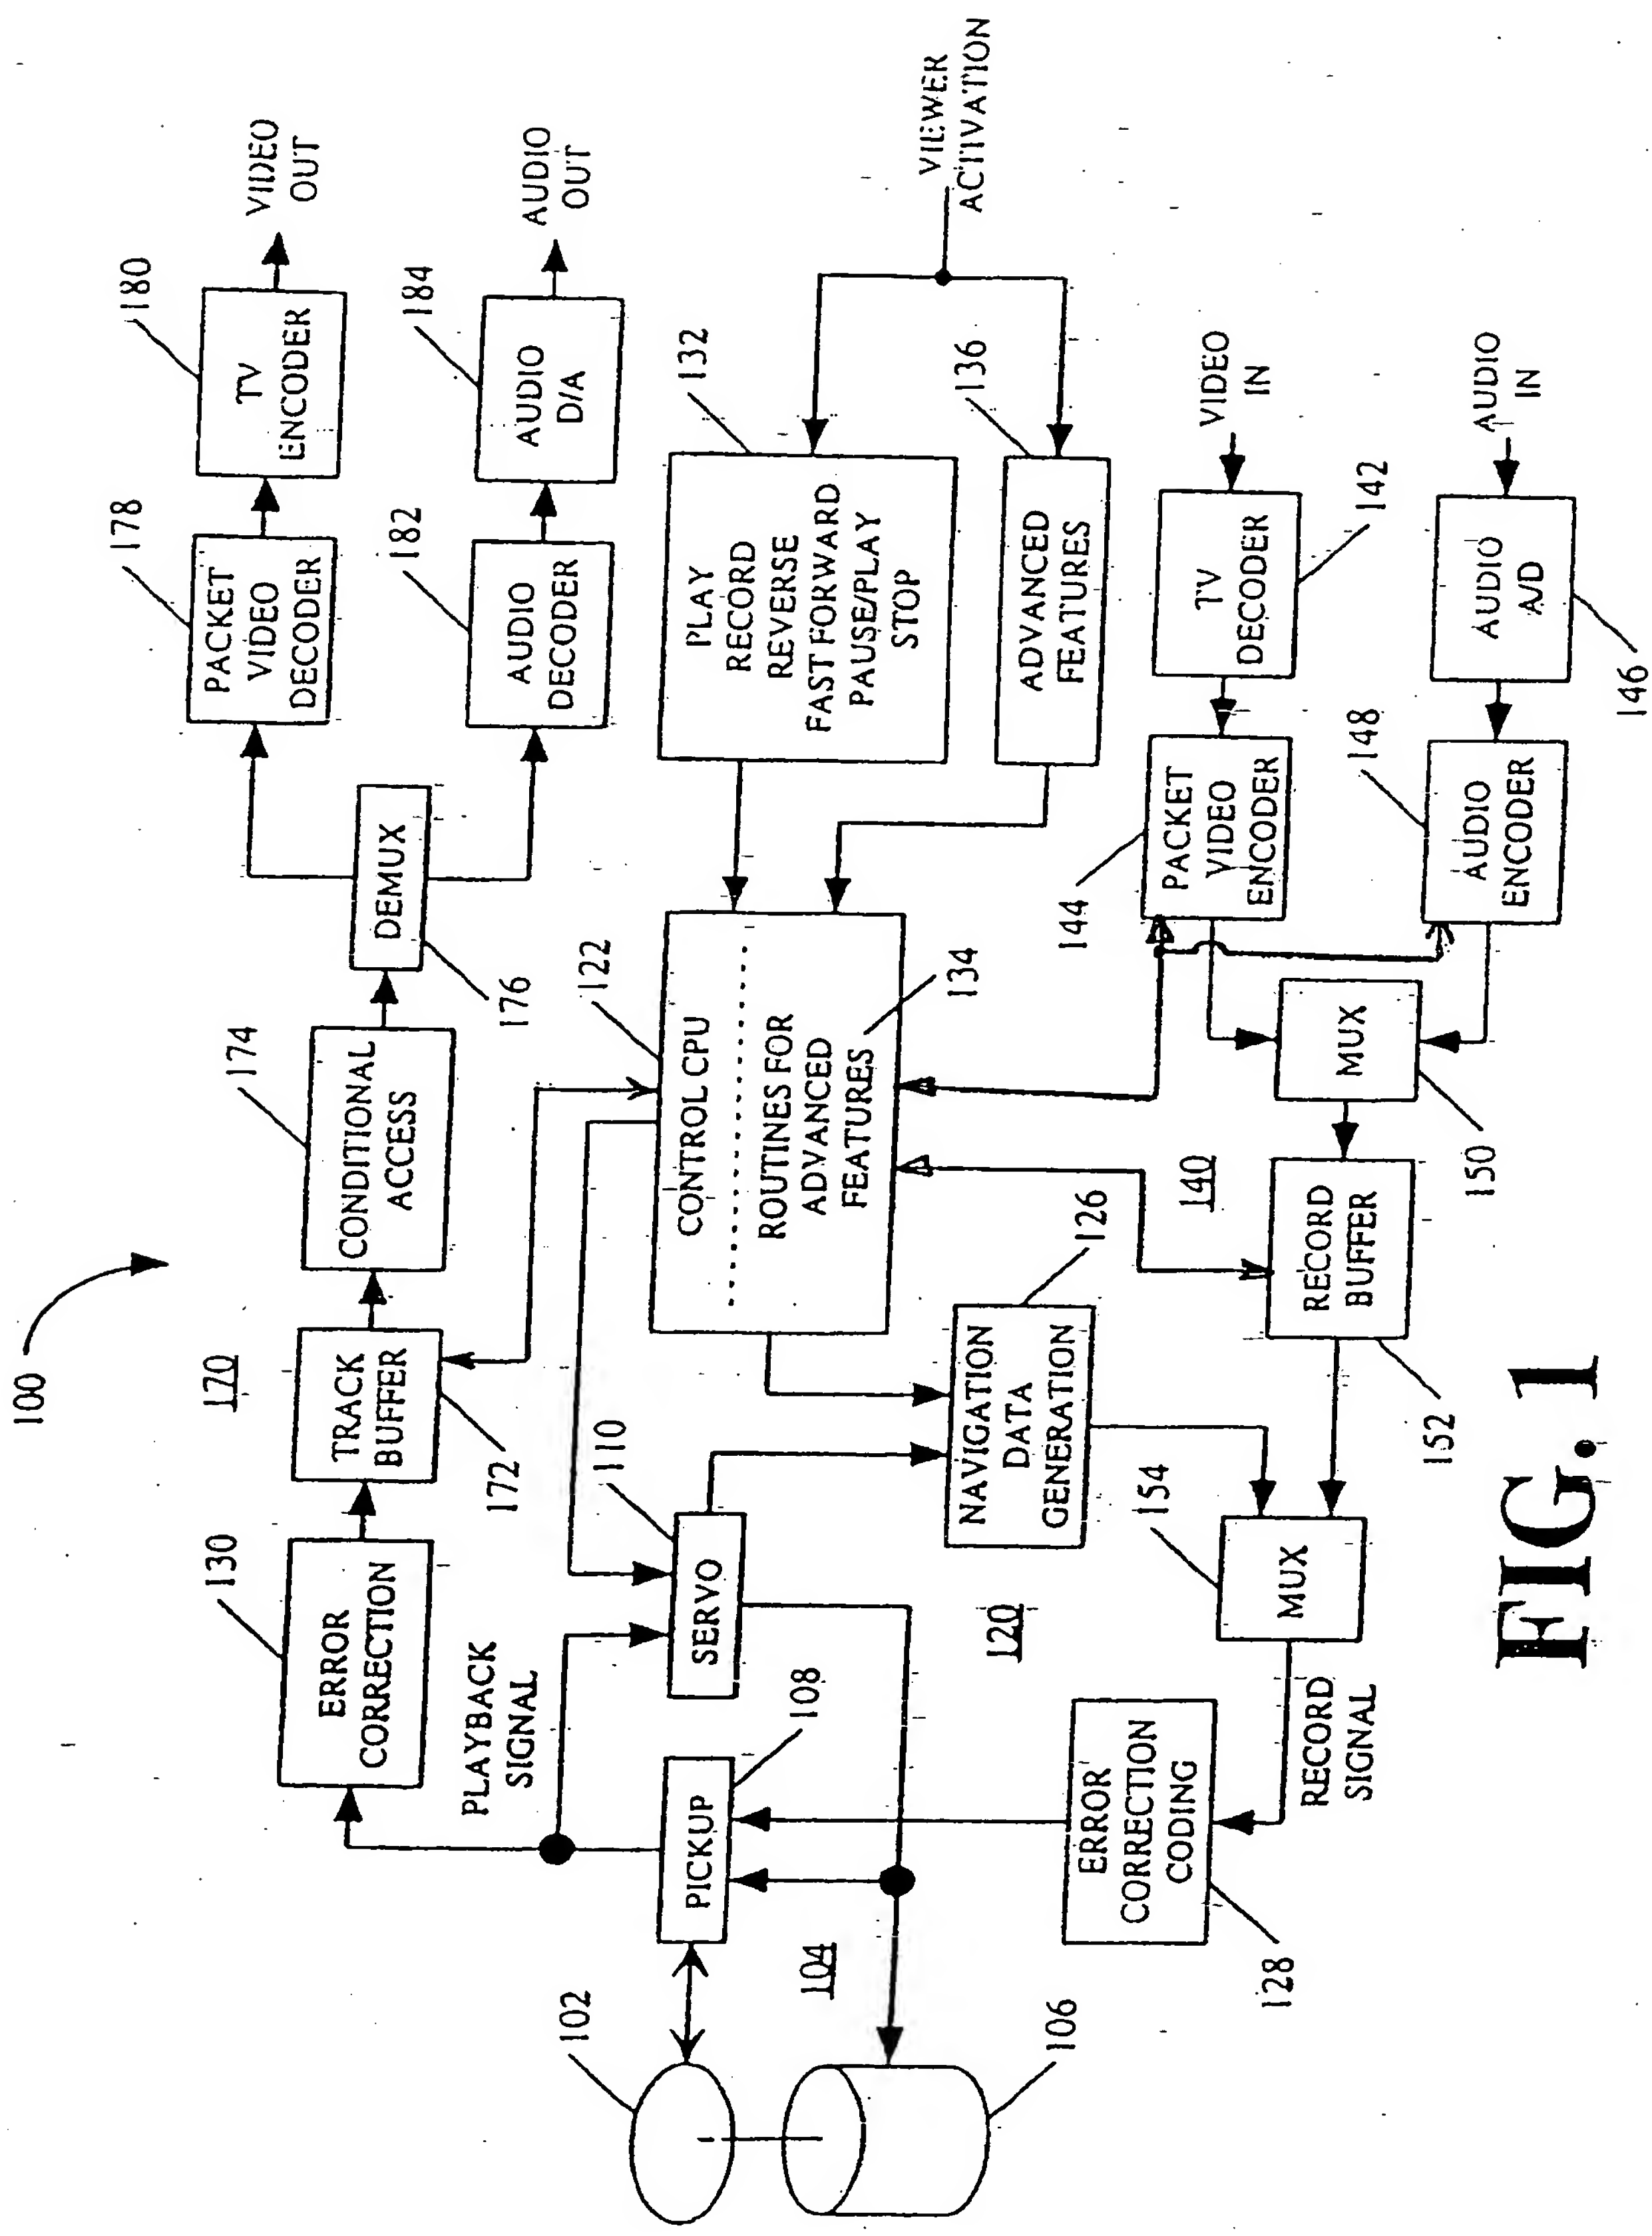 100
170
130
ERROR
CORRECTION
TRACK
BUFFER
172
174
CONDITIONAL
ACCESS
DEMUX
176
178
PACKET
VIDEO
DECODER
180
TV
ENCODER
VIDEO
OUT
182
AUDIO
DECODER
184
AUDIO
D/A
AUDIO
OUT
PLAYBACK
SIGNAL
102
PICKUP
108
104
106
110
SERVO
120
122
CONTROL CPU
ROUTINES FOR
ADVANCED
FEATURES
134
132
PLAY
RECORD
REVERSE
FAST FORWARD
PAUSE/PLAY
STOP
136
ADVANCED
FEATURES
VIEWER
ACTIVATION
NAVIGATION
DATA
GENERATION
126
140
144
PACKET
VIDEO
ENCODER
TV
DECODER
142
VIDEO
IN
128
ERROR
CORRECTION
CODING
RECORD
SIGNAL
154
MUX
RECORD
BUFFER
152
MUX
150
148
AUDIO
ENCODER
AUDIO
A/D
146
AUDIO
IN
FIG. 1